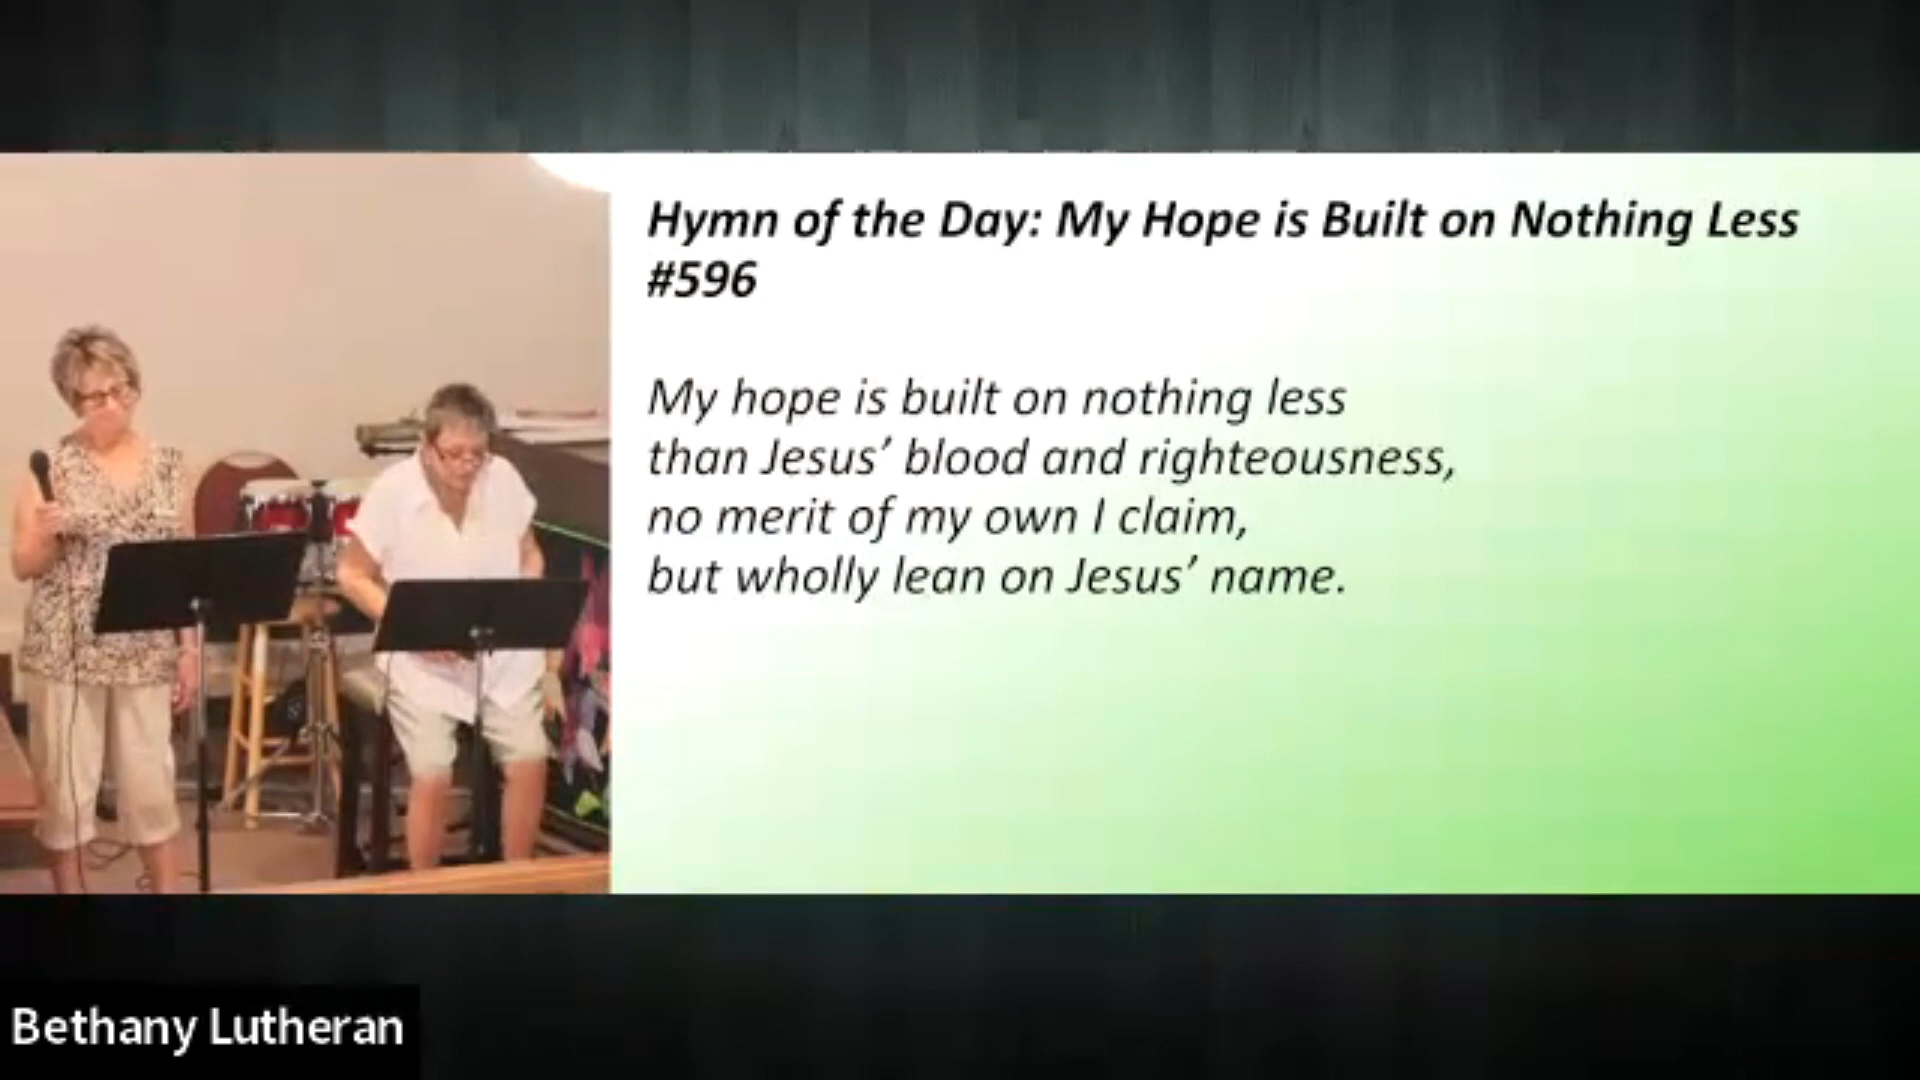 Hymn of the Day: My Hope is Built on Nothing Less
#596
My hope is built on nothing less
than Jesus’ blood and righteousness,
no merit of my own I claim,
but wholly lean on Jesus’ name.
Bethany Lutheran